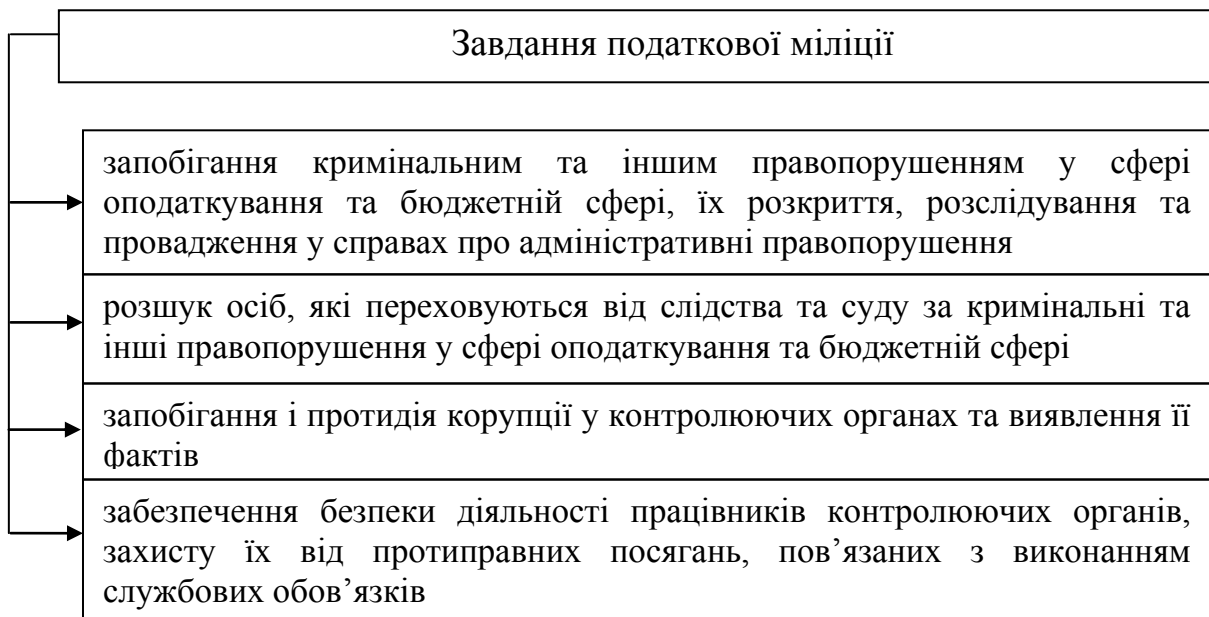 Завдання податкової міліції
запобігання кримінальним та іншим правопорушенням у сфері
оподаткування та бюджетній сфері, їх розкриття, розслідування та
провадження у справах про адміністративні правопорушення
розшук осіб, які переховуються від слідства та суду за кримінальні та
інші правопорушення у сфері оподаткування та бюджетній сфері
запобігання і протидія корупції у контролюючих органах та виявлення її
фактів
забезпечення безпеки діяльності працівників контролюючих органів,
захисту їх від протиправних посягань, пов’язаних з виконанням
службових обов’язків